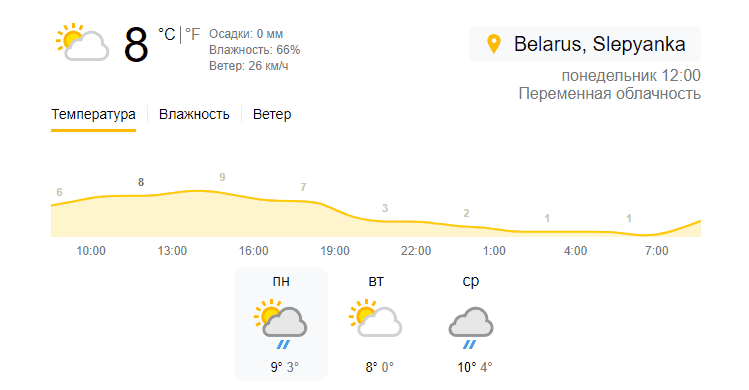 8 °C | °F
Осадки: 0 мм
Влажность: 66%
Ветер: 26 км/ч
Belarus, Slepyanka
понедельник 12:00
Переменная облачность
Температура Влажность Ветер
6 8 9 7 3 2 1 1
10:00 13:00 16:00 19:00 22:00 1:00 4:00 7:00
пн вт ср
9° 3° 8° 0° 10° 4°